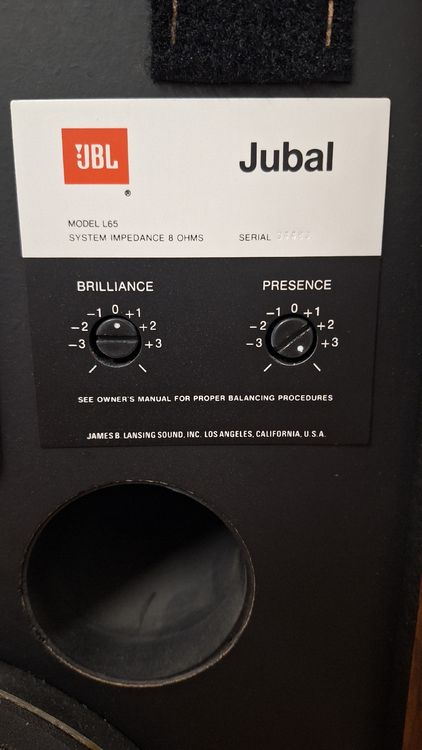 JBL
®
Jubal
MODEL L65
SYSTEM IMPEDANCE 8 OHMS
SERIAL
BRILLIANCE
-3 -2 -1 0 +1 +2 +3
PRESENCE
-3 -2 -1 0 +1 +2 +3
SEE OWNER'S MANUAL FOR PROPER BALANCING PROCEDURES
JAMES B. LANSING SOUND, INC. LOS ANGELES, CALIFORNIA, U.S.A.